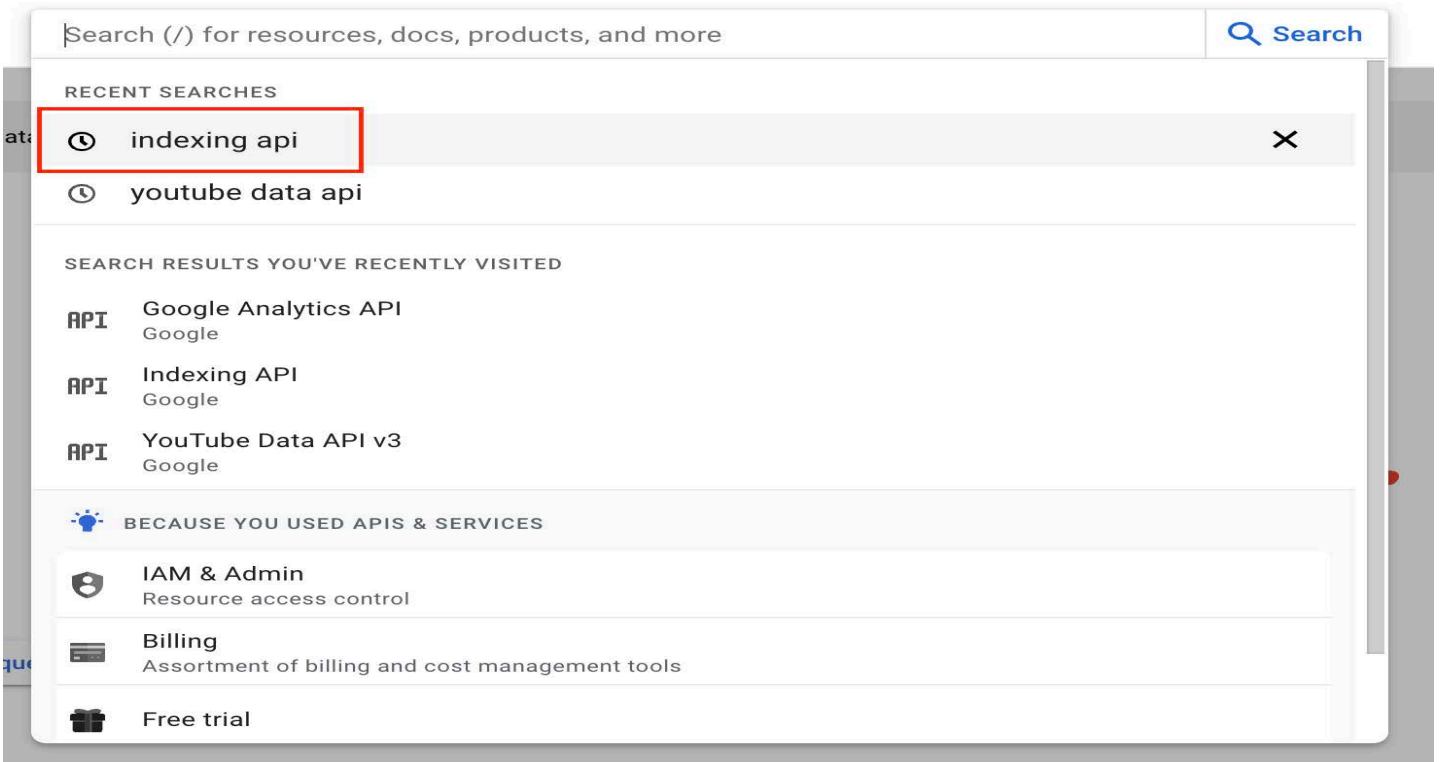 Search (/) for resources, docs, products, and more
Search
RECENT SEARCHES
indexing api
youtube data api
SEARCH RESULTS YOU'VE RECENTLY VISITED
API
Google Analytics API
Google
API
Indexing API
Google
API
YouTube Data API v3
Google
BECAUSE YOU USED APIS & SERVICES
IAM & Admin
Resource access control
Billing
Assortment of billing and cost management tools
Free trial